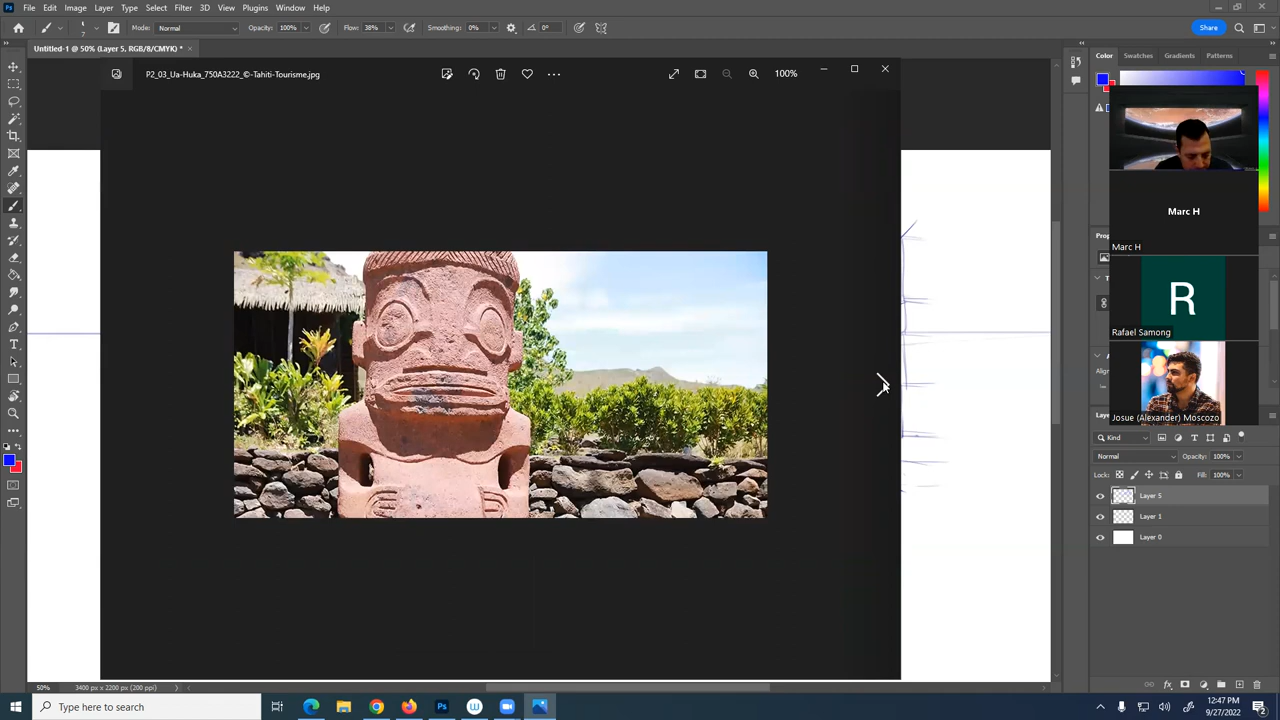 File Edit Image Layer Type Select Filter 3D View Plugins Window Help
Mode: Normal Opacity: 100% Flow: 38% Smoothing: 0% 0° Share
Untitled-1 @ 50% (Layer 5, RGB/8/CMYK) * ×
Color Swatches Gradients Patterns
P2_03_Ua-Huka_750A3222_©-Tahiti-Tourisme.jpg 100%
Marc H
Marc H
R
Rafael Samong
Josue (Alexander) Moscozo
Kind
Normal Opacity: 100%
Lock: Fill: 100%
Layer 5
Layer 1
Layer 0
50% 3400 px x 2200 px (200 ppi)
Type here to search
12:47 PM
9/27/2022
2